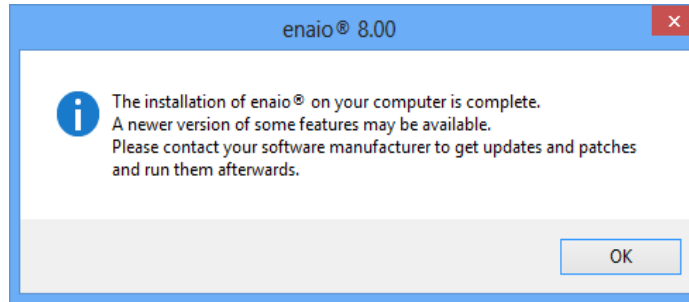 enaio® 8.00
The installation of enaio® on your computer is complete.
A newer version of some features may be available.
Please contact your software manufacturer to get updates and patches
and run them afterwards.
OK